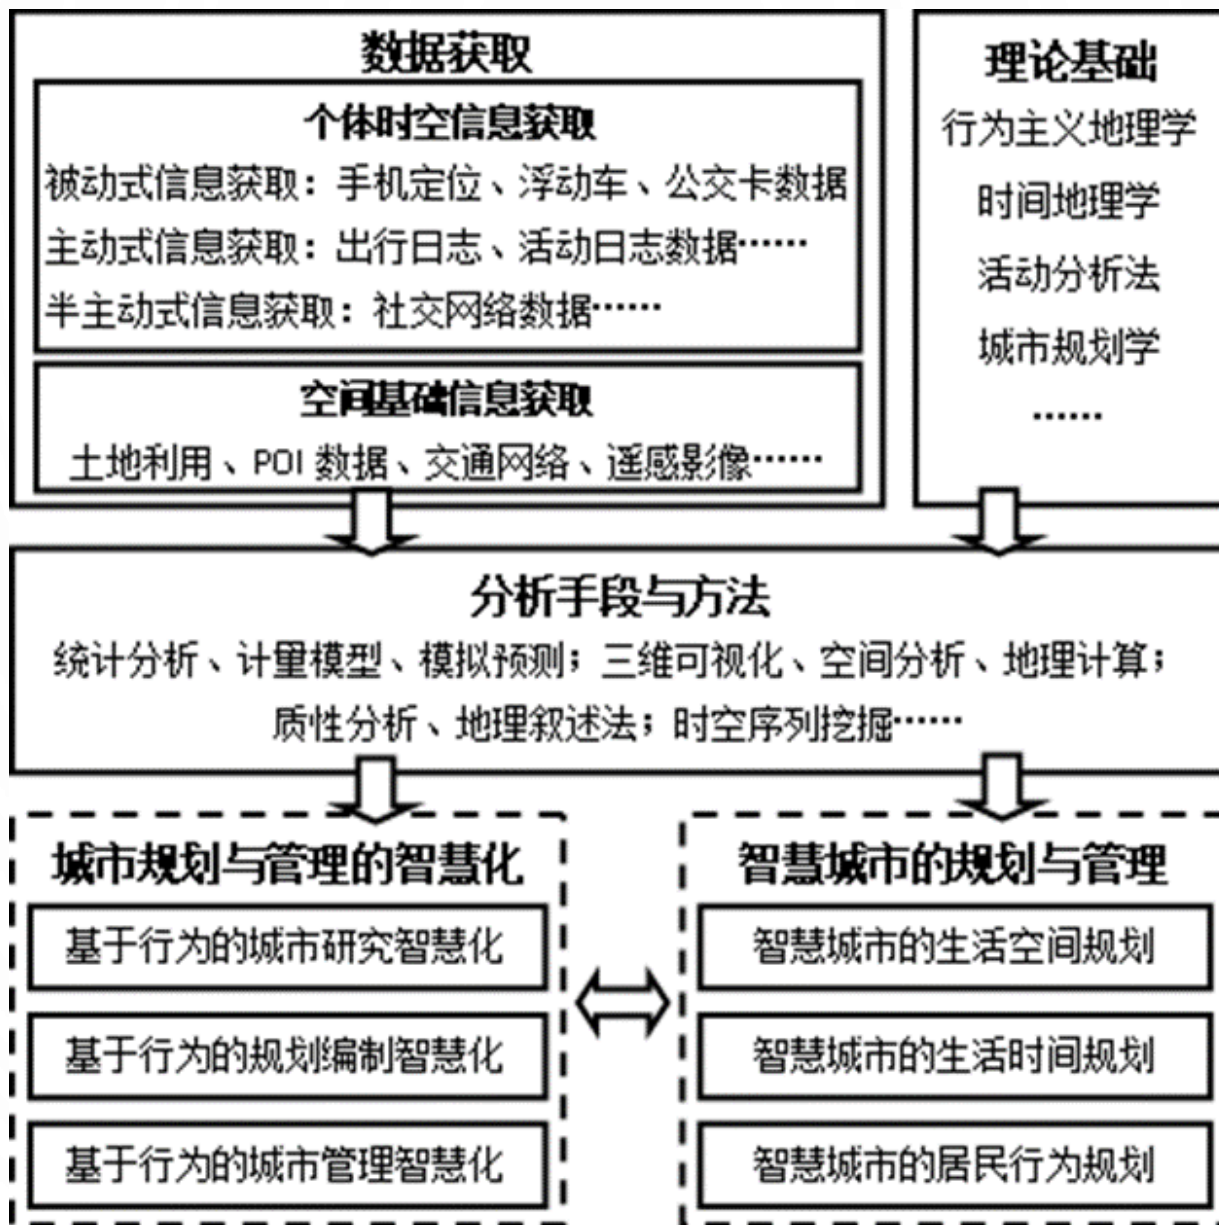 数据获取
个体时空信息获取
被动式信息获取：手机定位、浮动车、公交卡数据
主动式信息获取：出行日志、活动日志数据……
半主动式信息获取：社交网络数据……
空间基础信息获取
土地利用、POI 数据、交通网络、遥感影像……
理论基础
行为主义地理学
时间地理学
活动分析法
城市规划学
……
分析手段与方法
统计分析、计量模型、模拟预测；三维可视化、空间分析、地理计算；
质性分析、地理叙述法；时空序列挖掘……
城市规划与管理的智慧化
基于行为的城市研究智慧化
基于行为的规划编制智慧化
基于行为的城市管理智慧化
智慧城市的规划与管理
智慧城市的生活空间规划
智慧城市的生活时间规划
智慧城市的居民行为规划